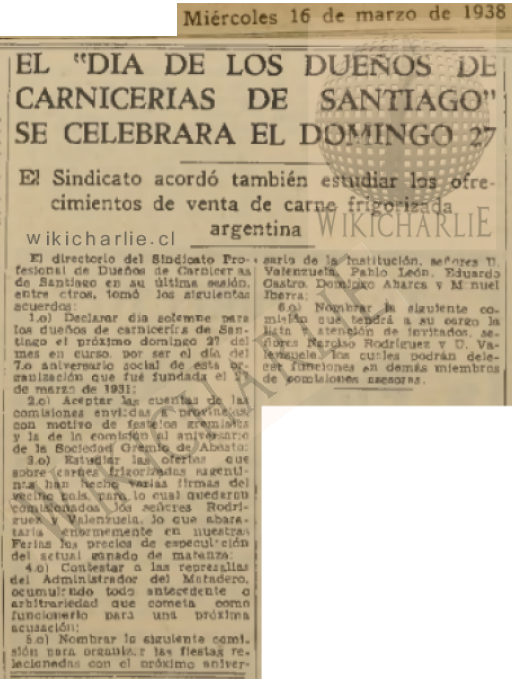 Miércoles 16 de marzo de 1938
EL "DIA DE LOS DUEÑOS DE
CARNICERIAS DE SANTIAGO"
SE CELEBRARA EL DOMINGO 27
El Sindicato acordó también estudiar los ofre-
cimientos de venta de carne frigorizada
argentina
WIKICHARLIE
wikicharlie.cl
El directorio del Sindicato Pro-
fesional de Dueños de Carnicerías
de Santiago en su última sesión,
entre otros, tomó los siguientes
acuerdos:
1.o) Declarar día solemne para
los dueños de carnicerías de San-
tiago el próximo domingo 27 del
mes en curso, por ser el día del
7.o aniversario social de esta or-
ganización que fué fundada el
de marzo de 1931;
2.o) Aceptar las cuentas de las
comisiones enviadas a provincias
con motivo de festejos gremiales
y la de la comisión al aniversario
de la Sociedad Gremio de Abasto;
3.o) Estudiar las ofertas que
sobre carnes frigorizadas argenti-
nas han hecho varias firmas del
vecino país, para lo cual quedaron
comisionados los señores Rodrí-
guez y Valenzuela, lo que abara-
taría enormemente en nuestras
Ferias los precios de especulación
del actual ganado de matanza;
4.o) Contestar a las represalias
del Administrador del Matadero,
acumulando todo antecedente o
arbitrariedad que cometa como
funcionario para una próxima
acusación;
5.o) Nombrar la siguiente comi-
sión para organizar las fiestas re-
lacionadas con el próximo aniver-
sario de la institución, señores U.
Valenzuela, Pablo León, Eduardo
Castro, Domingo Abarca y Manuel
Ibarra;
6.o) Nombrar la siguiente co-
misión que tendrá a su cargo la
lista y atención de invitados, se-
ñores Narciso Rodríguez y U. Va-
lenzuela, los cuales podrán dele-
gar funciones en demás miembros
de comisiones asesoras.
WIKICHARLIE